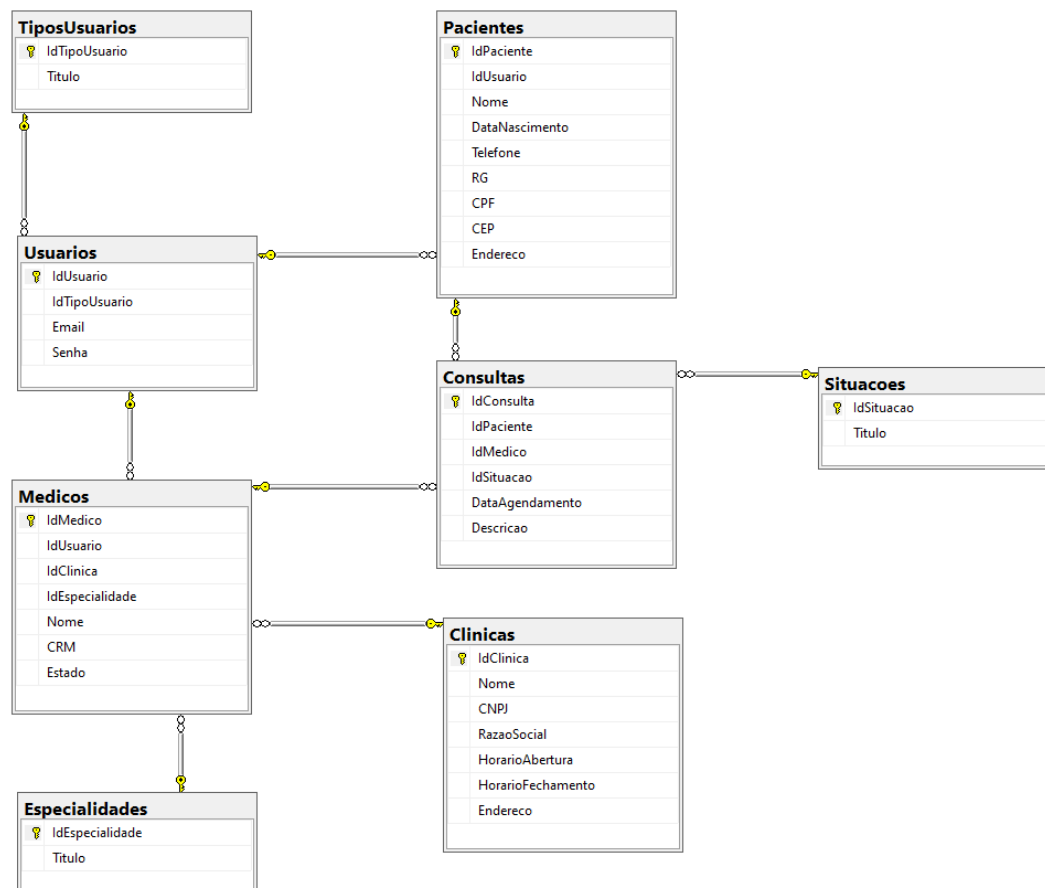 TiposUsuarios
IdTipoUsuario
Titulo
Pacientes
IdPaciente
IdUsuario
Nome
DataNascimento
Telefone
RG
CPF
CEP
Endereco
Usuarios
IdUsuario
IdTipoUsuario
Email
Senha
Consultas
IdConsulta
IdPaciente
IdMedico
IdSituacao
DataAgendamento
Descricao
Situacoes
IdSituacao
Titulo
Medicos
IdMedico
IdUsuario
IdClinica
IdEspecialidade
Nome
CRM
Estado
Clinicas
IdClinica
Nome
CNPJ
RazaoSocial
HorarioAbertura
HorarioFechamento
Endereco
Especialidades
IdEspecialidade
Titulo